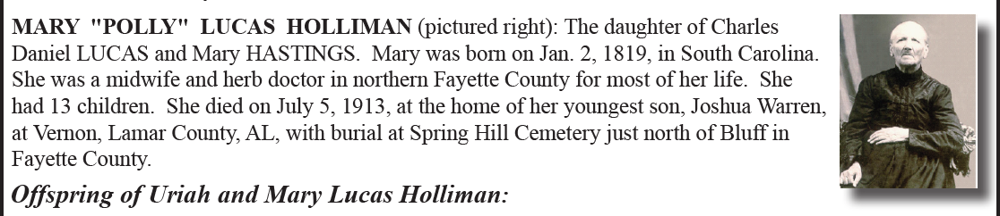 MARY "POLLY" LUCAS HOLLIMAN (pictured right): The daughter of Charles
Daniel LUCAS and Mary HASTINGS. Mary was born on Jan. 2, 1819, in South Carolina.
She was a midwife and herb doctor in northern Fayette County for most of her life. She
had 13 children. She died on July 5, 1913, at the home of her youngest son, Joshua Warren,
at Vernon, Lamar County, AL, with burial at Spring Hill Cemetery just north of Bluff in
Fayette County.
Offspring of Uriah and Mary Lucas Holliman: